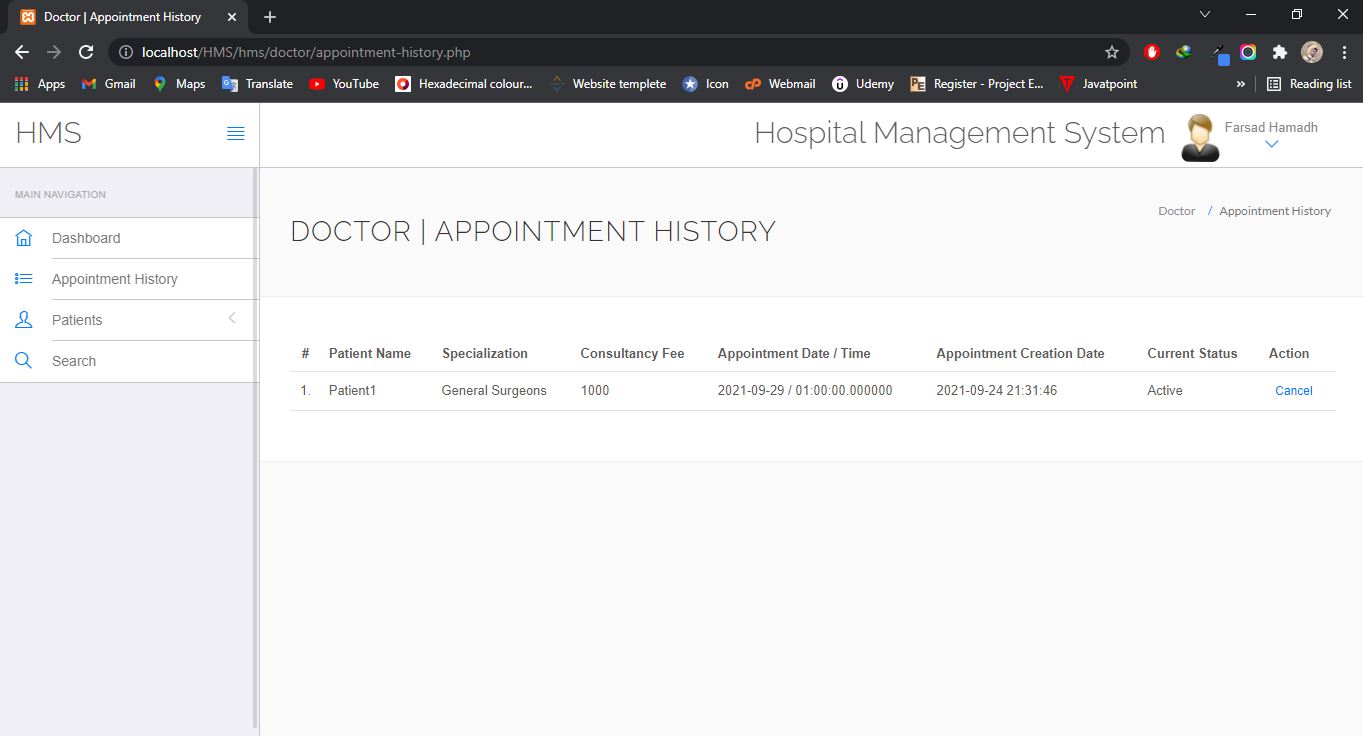 Doctor | Appointment History
localhost/HMS/hms/doctor/appointment-history.php
Apps Gmail Maps Translate YouTube Hexadecimal colour... Website templete Icon Webmail Udemy Register - Project E... Javatpoint » Reading list
HMS
Hospital Management System
Farsad Hamadh
MAIN NAVIGATION
Dashboard
Appointment History
Patients
Search
DOCTOR | APPOINTMENT HISTORY
Doctor / Appointment History
# Patient Name Specialization Consultancy Fee Appointment Date / Time Appointment Creation Date Current Status Action
1. Patient1 General Surgeons 1000 2021-09-29 / 01:00:00.000000 2021-09-24 21:31:46 Active Cancel